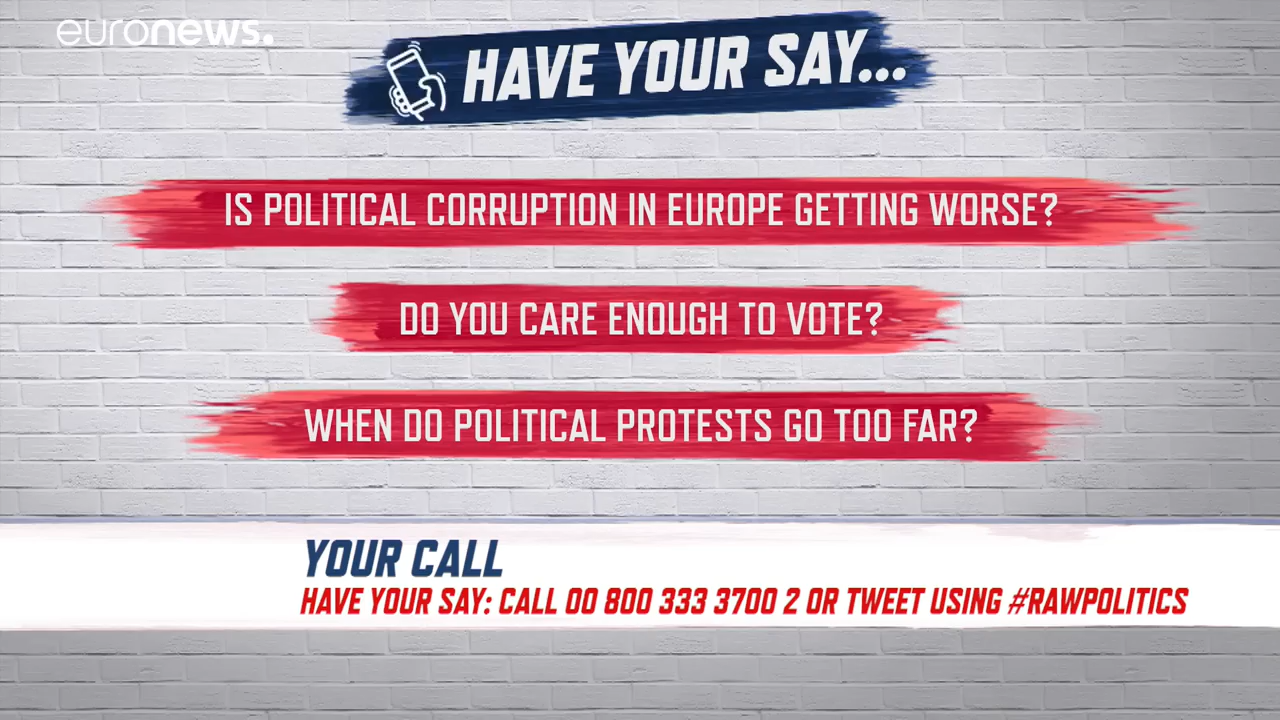 euronews.
HAVE YOUR SAY...
IS POLITICAL CORRUPTION IN EUROPE GETTING WORSE?
DO YOU CARE ENOUGH TO VOTE?
WHEN DO POLITICAL PROTESTS GO TOO FAR?
YOUR CALL
HAVE YOUR SAY: CALL 00 800 333 3700 2 OR TWEET USING #RAWPOLITICS